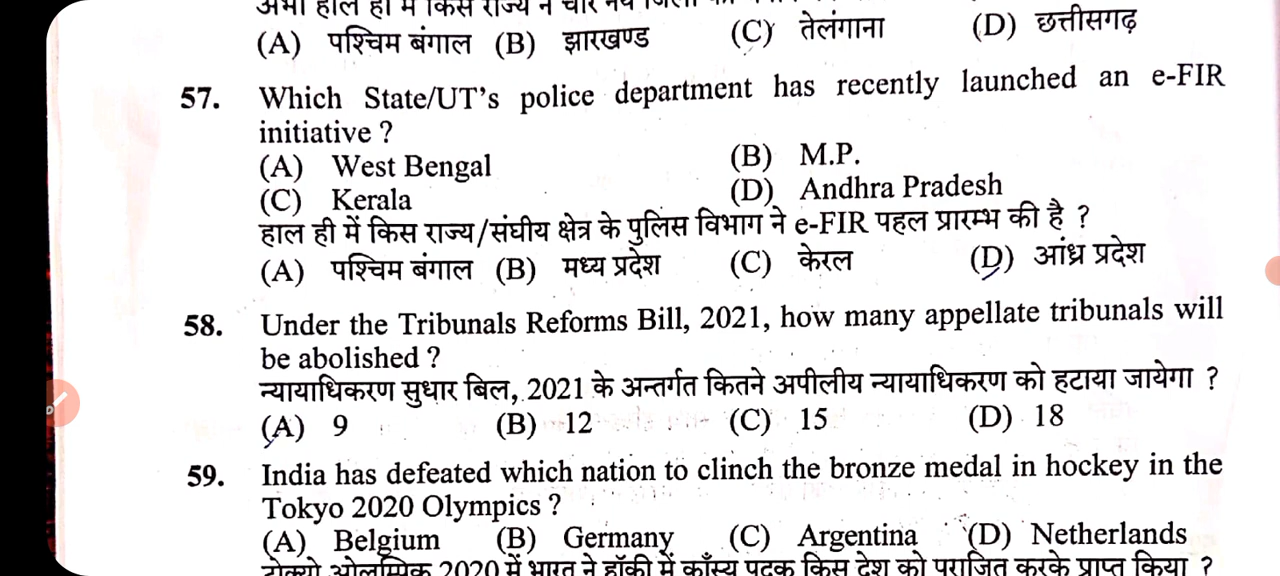 (A) पश्चिम बंगाल (B) झारखण्ड (C) तेलंगाना (D) छत्तीसगढ़
57. Which State/UT's police department has recently launched an e-FIR
initiative ?
(A) West Bengal (B) M.P.
(C) Kerala (D) Andhra Pradesh
हाल ही में किस राज्य/संघीय क्षेत्र के पुलिस विभाग ने e-FIR पहल प्रारम्भ की है ?
(A) पश्चिम बंगाल (B) मध्य प्रदेश (C) केरल (D) आंध्र प्रदेश
58. Under the Tribunals Reforms Bill, 2021, how many appellate tribunals will
be abolished ?
न्यायाधिकरण सुधार बिल, 2021 के अन्तर्गत कितने अपीलीय न्यायाधिकरण को हटाया जायेगा ?
(A) 9 (B) 12 (C) 15 (D) 18
59. India has defeated which nation to clinch the bronze medal in hockey in the
Tokyo 2020 Olympics ?
(A) Belgium (B) Germany (C) Argentina (D) Netherlands
टोक्यो ओलम्पिक 2020 में भारत ने हॉकी में काँस्य पदक किस देश को पराजित करके प्राप्त किया ?